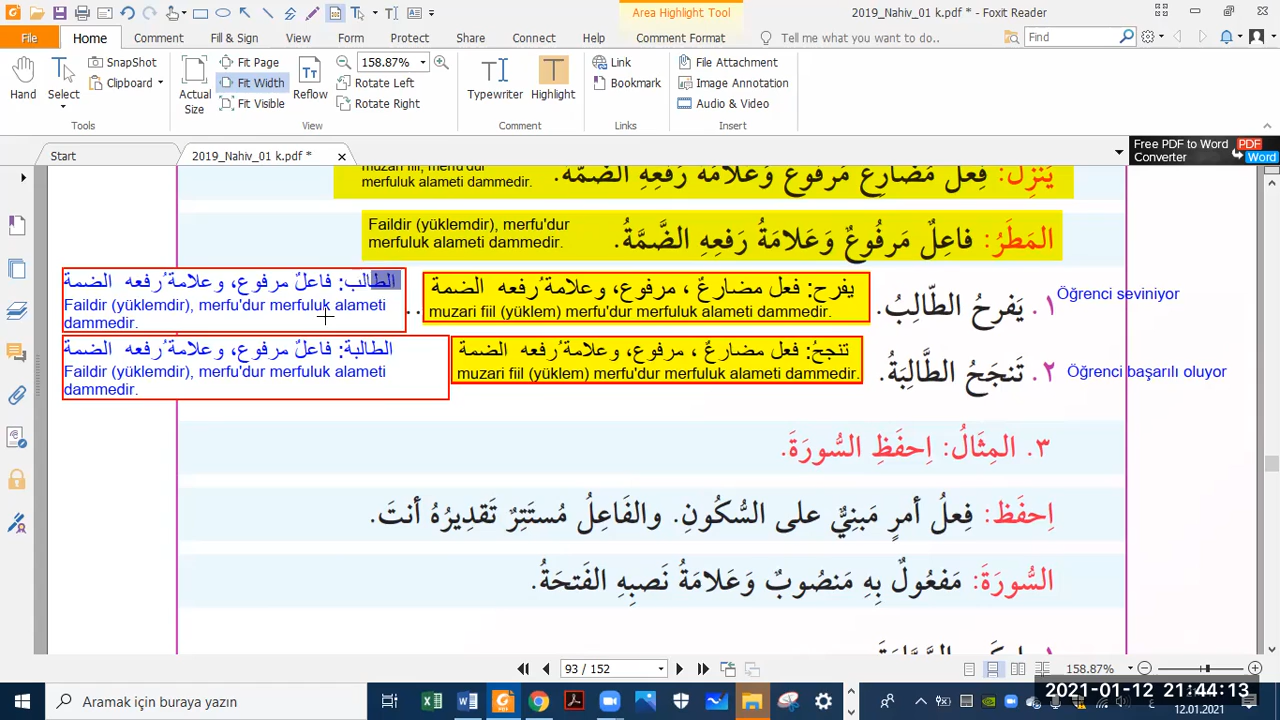 2019_Nahiv_01 k.pdf * - Foxit Reader
Area Highlight Tool
File Home Comment Fill & Sign View Form Protect Share Connect Help Comment Format Tell me what you want to do... Find
Hand Select SnapShot Clipboard Actual Size Fit Page Fit Width Fit Visible Reflow 158.87% Rotate Left Rotate Right Typewriter Highlight Link Bookmark File Attachment Image Annotation Audio & Video
Tools View Comment Links Insert
Start 2019_Nahiv_01 k.pdf *
Free PDF to Word Converter PDF Word
يَنزِلُ: فِعلٌ مُضَارِعٌ مَرفُوعٌ وَعَلَامَةُ رَفعِهِ الضَّمَّةُ.
merfuluk alameti dammedir.
المَطَرُ: فاعِلٌ مَرفُوعٌ وَعَلامَةُ رَفعِهِ الضَّمَّةُ.
Faildir (yüklemdir), merfu'dur
merfuluk alameti dammedir.
١. يَفرحُ الطّالِبُ. ..
Öğrenci seviniyor
يفرح: فعل مضارعٌ ، مرفوع، وعلامةُ رفعه الضمة
muzari fiil (yüklem) merfu'dur merfuluk alameti dammedir.
الطالب: فاعلٌ مرفوع، وعلامةُ رفعه الضمة
Faildir (yüklemdir), merfu'dur merfuluk alameti
dammedir.
٢. تَنجَحُ الطَّالِبَةُ.
Öğrenci başarılı oluyor
تنجحُ: فعل مضارعٌ ، مرفوع، وعلامةُ رفعه الضمة
muzari fiil (yüklem) merfu'dur merfuluk alameti dammedir.
الطالبة: فاعلٌ مرفوع، وعلامةُ رفعه الضمة
Faildir (yüklemdir), merfu'dur merfuluk alameti
dammedir.
٣. المِثَالُ: اِحفَظِ السُّورَةَ.
اِحفَظ: فِعلُ أمرٍ مَبنِيٌّ على السُّكُونِ. والفَاعِلُ مُستَتِرٌ تَقدِيرُهُ أنتَ.
السُّورَةَ: مَفعُولٌ بِهِ مَنصُوبٌ وَعَلامَةُ نَصبِهِ الفَتحَةُ.
93 / 152 158.87%
Aramak için buraya yazın
2021-01-12 21:44:13
12.01.2021